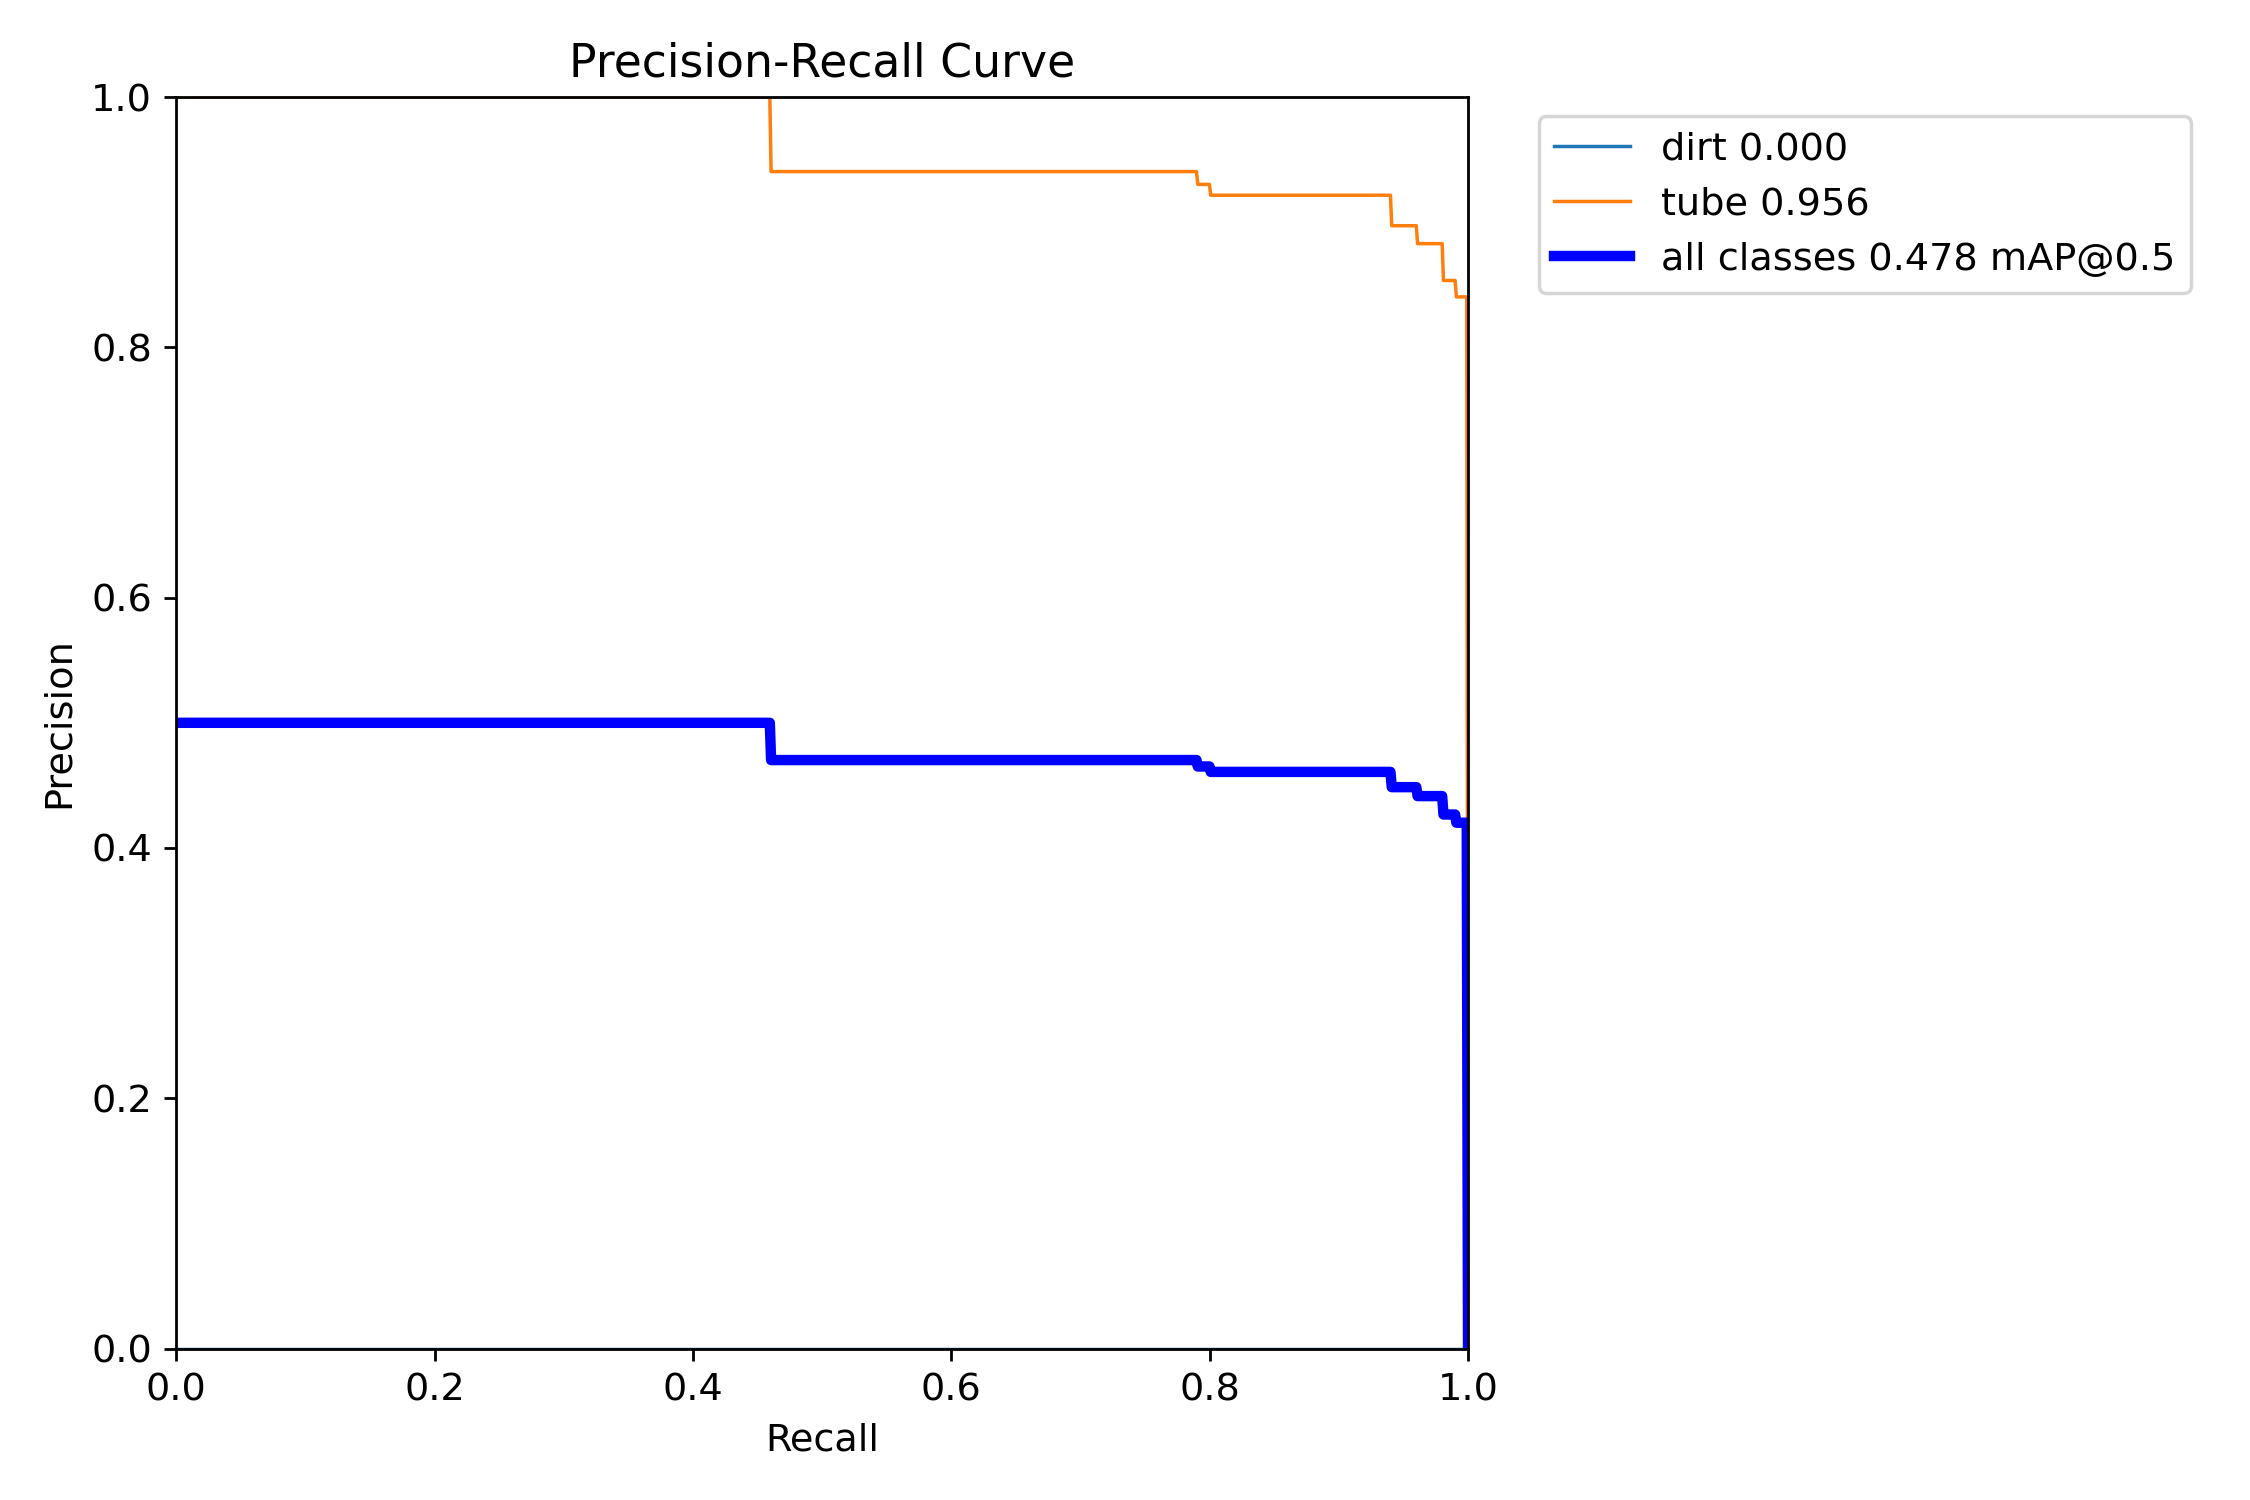 Precision-Recall Curve
1.0
0.8
0.6
0.4
0.2
0.0
Precision
0.0 0.2 0.4 0.6 0.8 1.0
Recall
dirt 0.000
tube 0.956
all classes 0.478 mAP@0.5